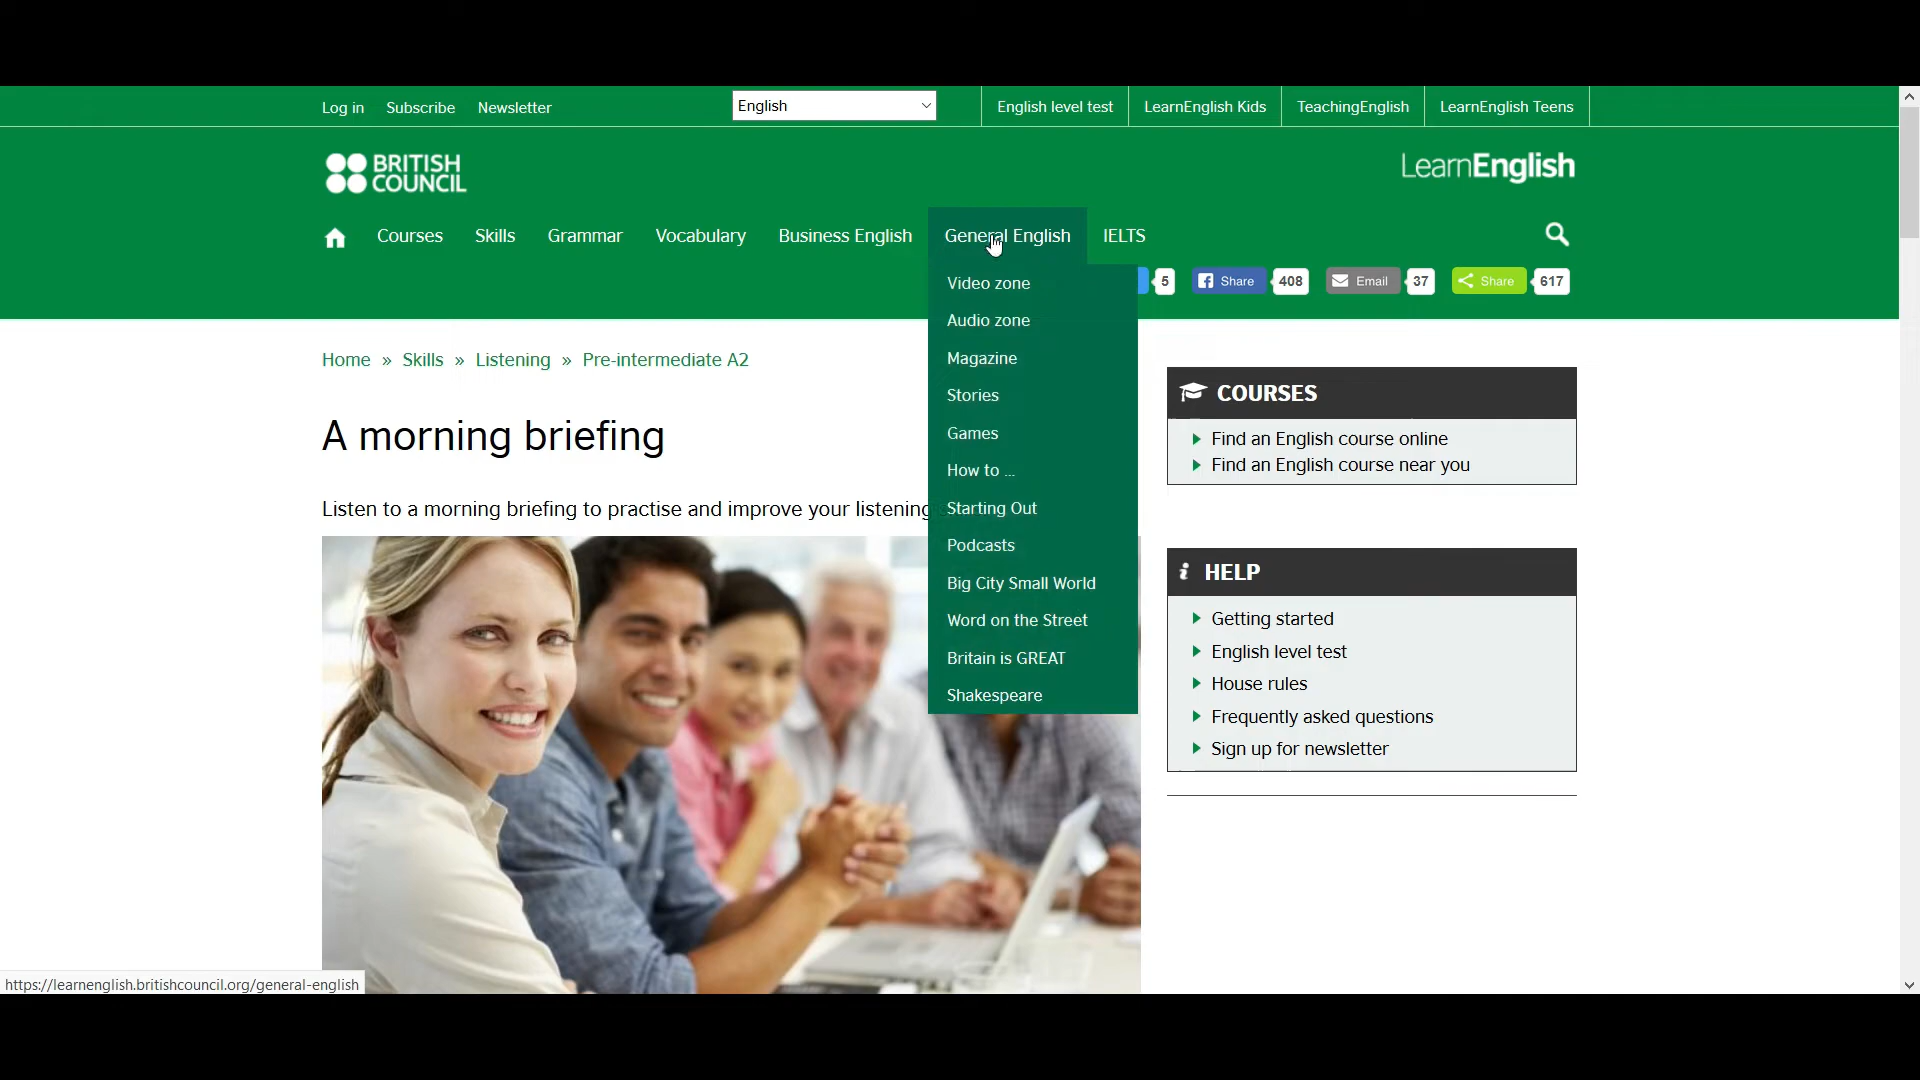 Log in Subscribe Newsletter English English level test LearnEnglish Kids TeachingEnglish LearnEnglish Teens
BRITISH
COUNCIL
LearnEnglish
Courses Skills Grammar Vocabulary Business English General English IELTS
5 Share 408 Email 37 Share 617
Video zone
Audio zone
Magazine
Stories
Games
How to ...
Starting Out
Podcasts
Big City Small World
Word on the Street
Britain is GREAT
Shakespeare
Home » Skills » Listening » Pre-intermediate A2
A morning briefing
Listen to a morning briefing to practise and improve your listening
COURSES
Find an English course online
Find an English course near you
HELP
Getting started
English level test
House rules
Frequently asked questions
Sign up for newsletter
https://learnenglish.britishcouncil.org/general-english